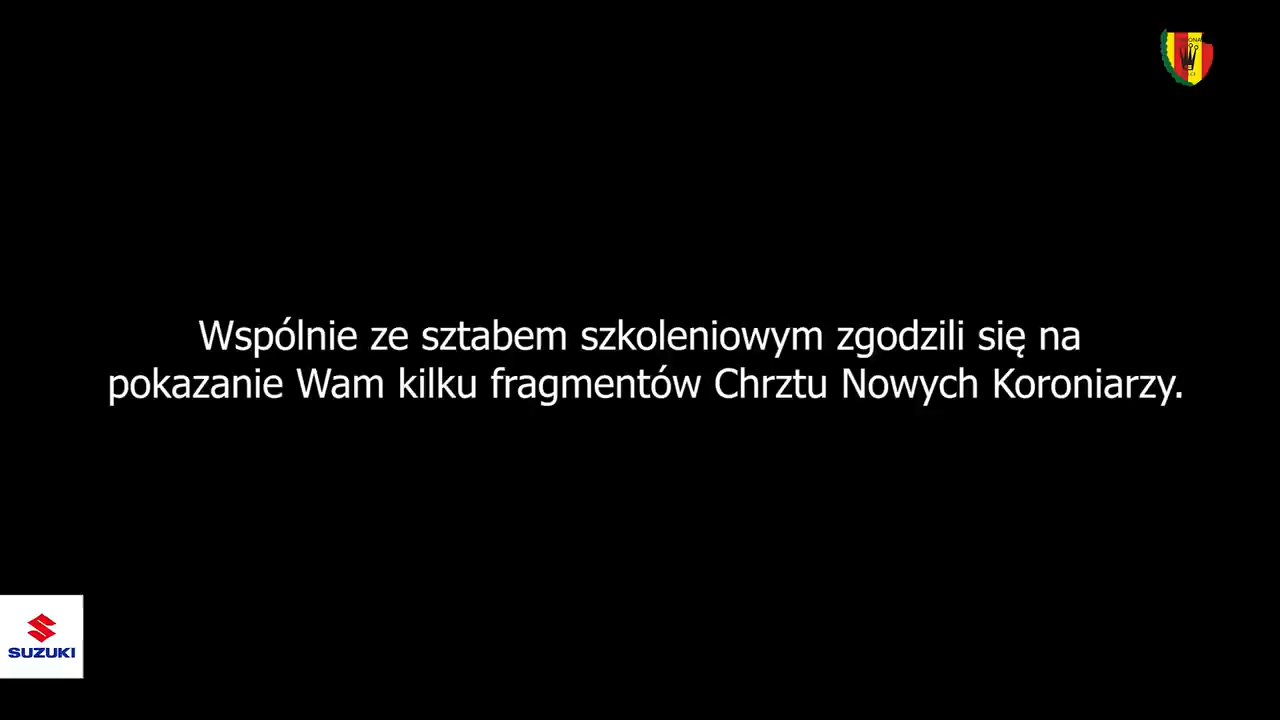 Wspólnie ze sztabem szkoleniowym zgodzili się na
pokazanie Wam kilku fragmentów Chrztu Nowych Koroniarzy.
SUZUKI